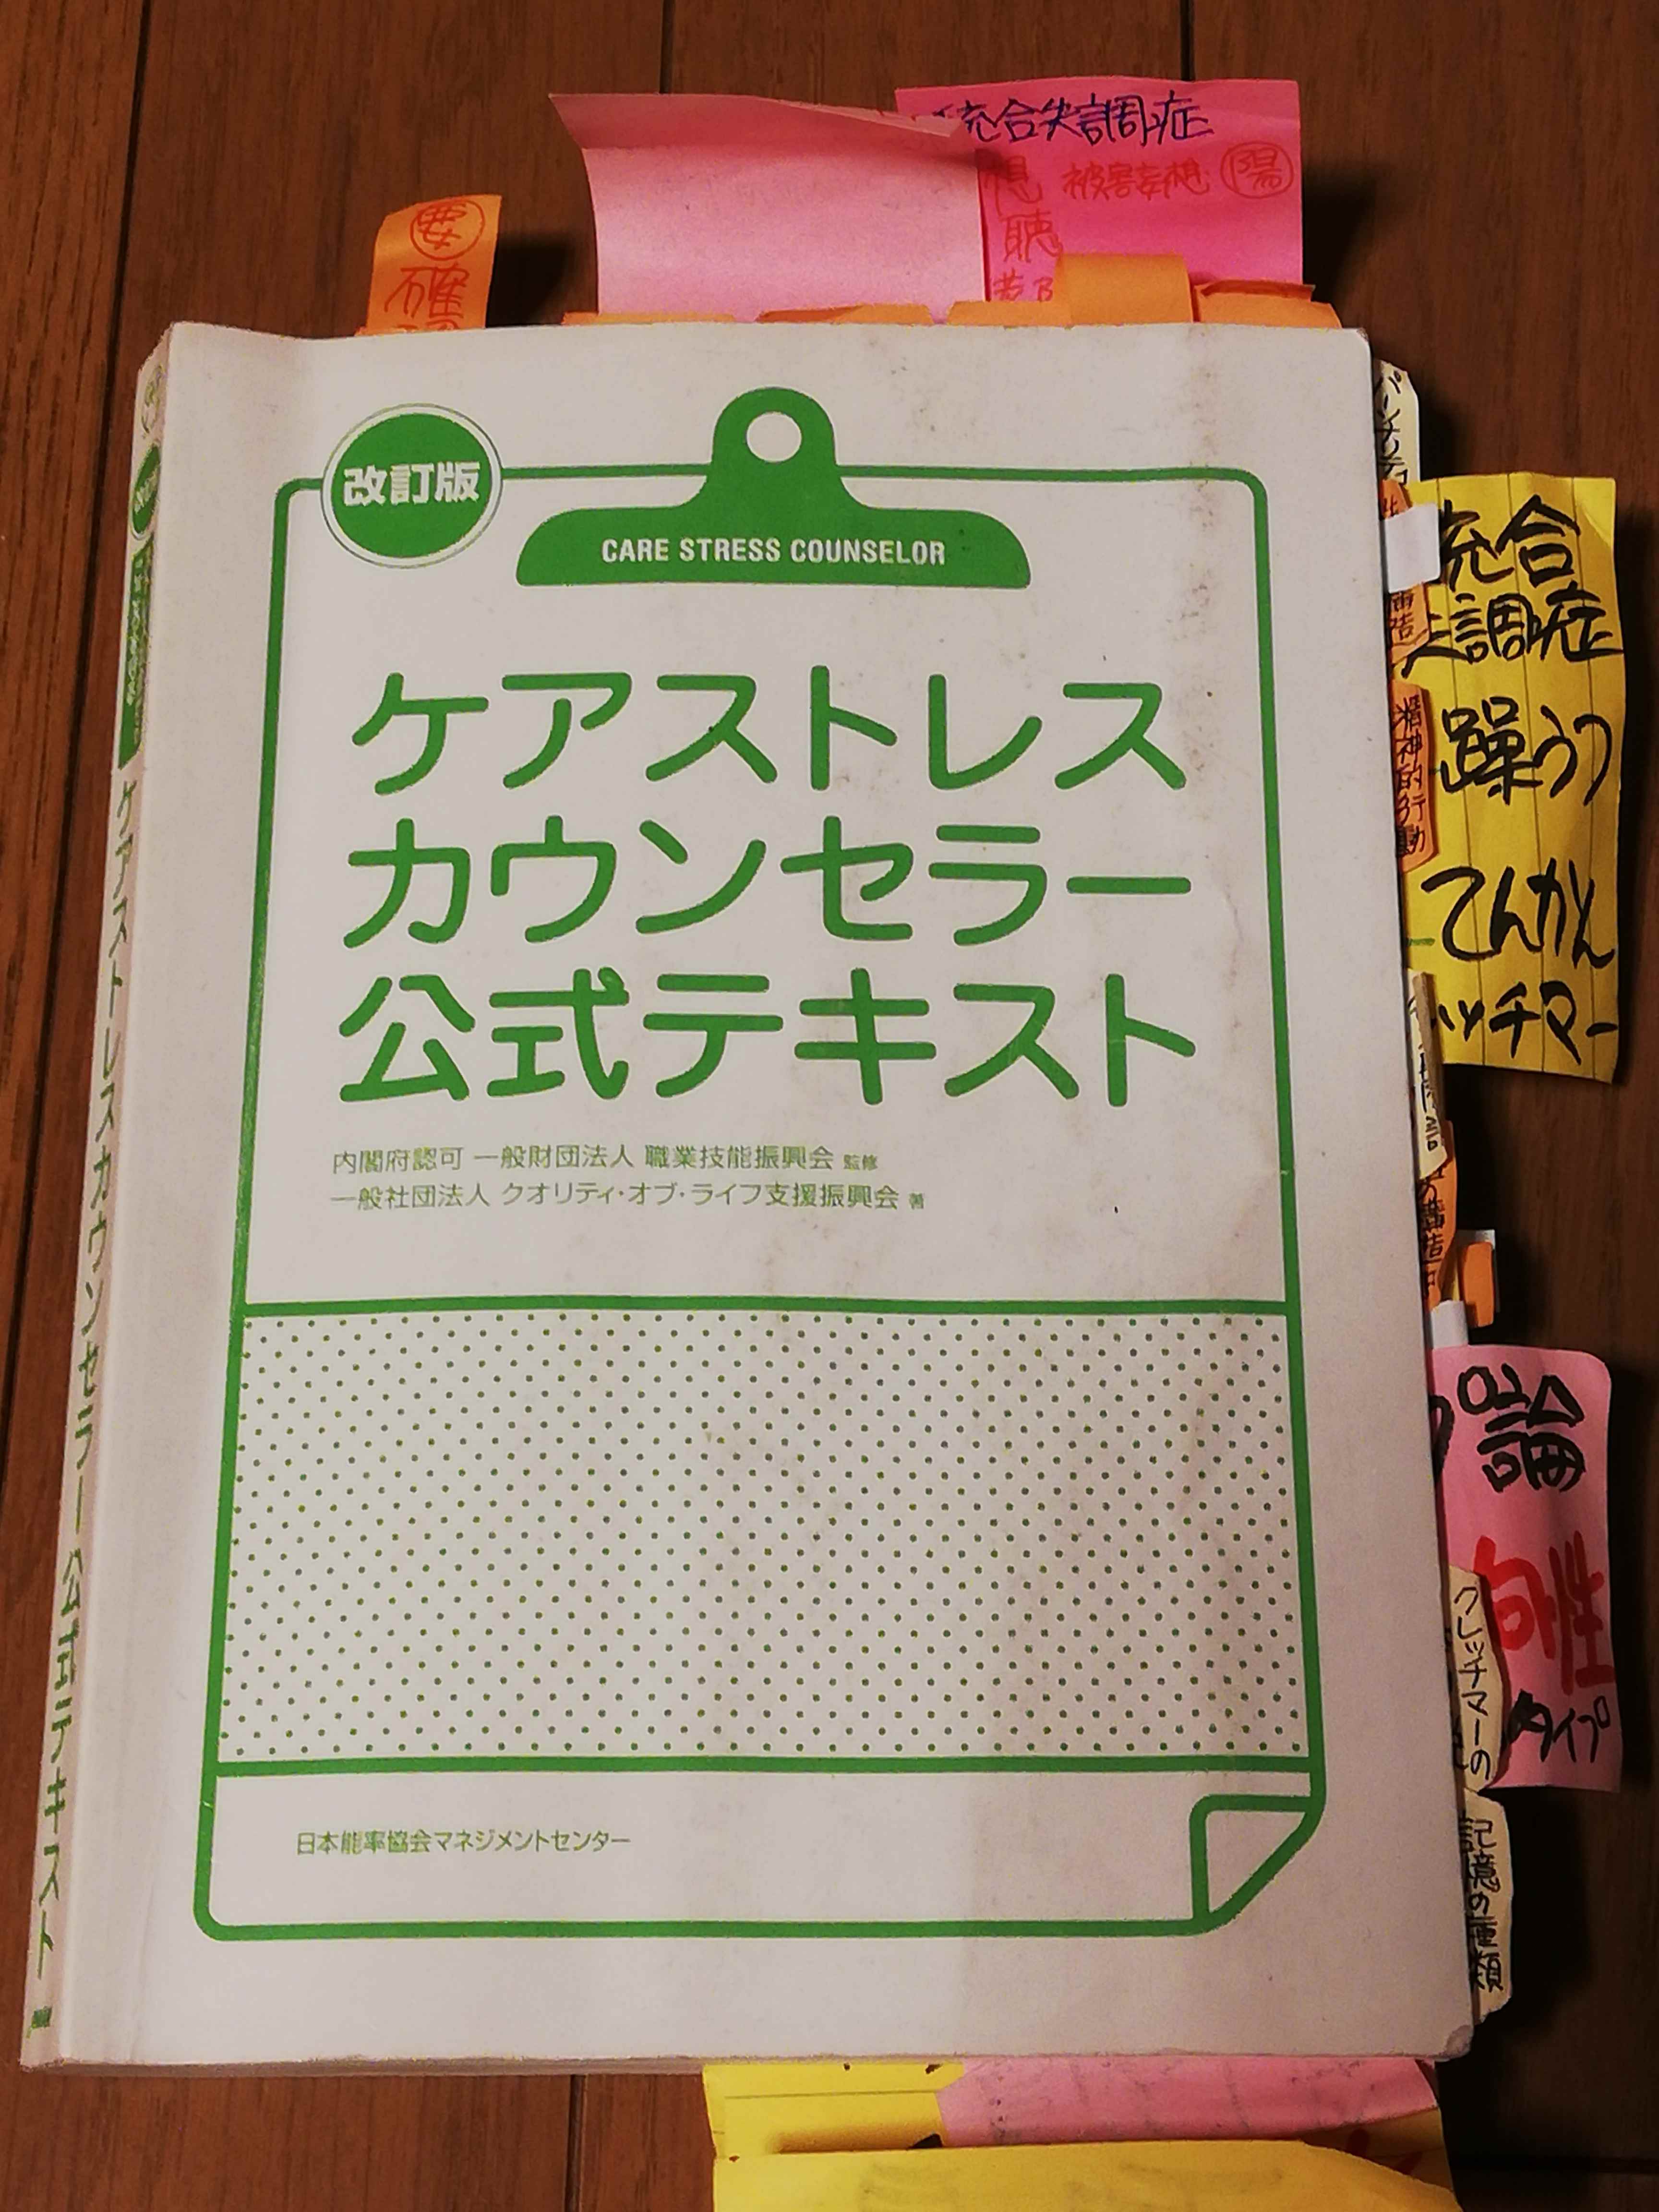 要
確
統合失調症
被害妄想 陽
聴
改訂版
CARE STRESS COUNSELOR
ケアストレス
カウンセラー
公式テキスト
内閣府認可 一般財団法人 職業技能振興会 監修
一般社団法人 クオリティ・オブ・ライフ支援振興会 著
日本能率協会マネジメントセンター
ケアストレスカウンセラー公式テキスト
統合
調症
躁うつ
てんかん
ッチマー
精神的行動
論
向性
タイプ
クレッチマーの
記憶の種類